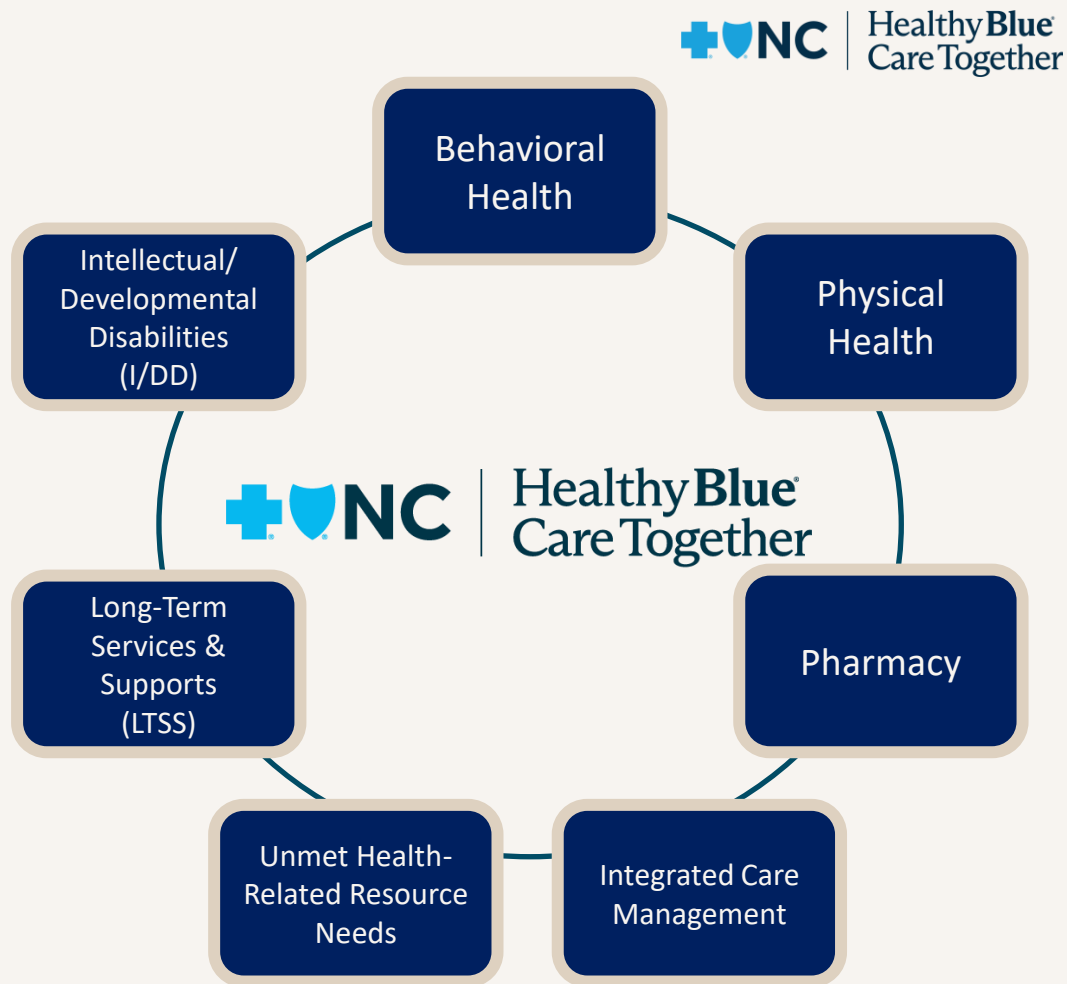 NC
Healthy Blue
Care Together
Behavioral
Health
Physical
Health
Pharmacy
Integrated Care
Management
Unmet Health-
Related Resource
Needs
Long-Term
Services &
Supports
(LTSS)
Intellectual/
Developmental
Disabilities
(I/DD)
NC
Healthy Blue®
Care Together